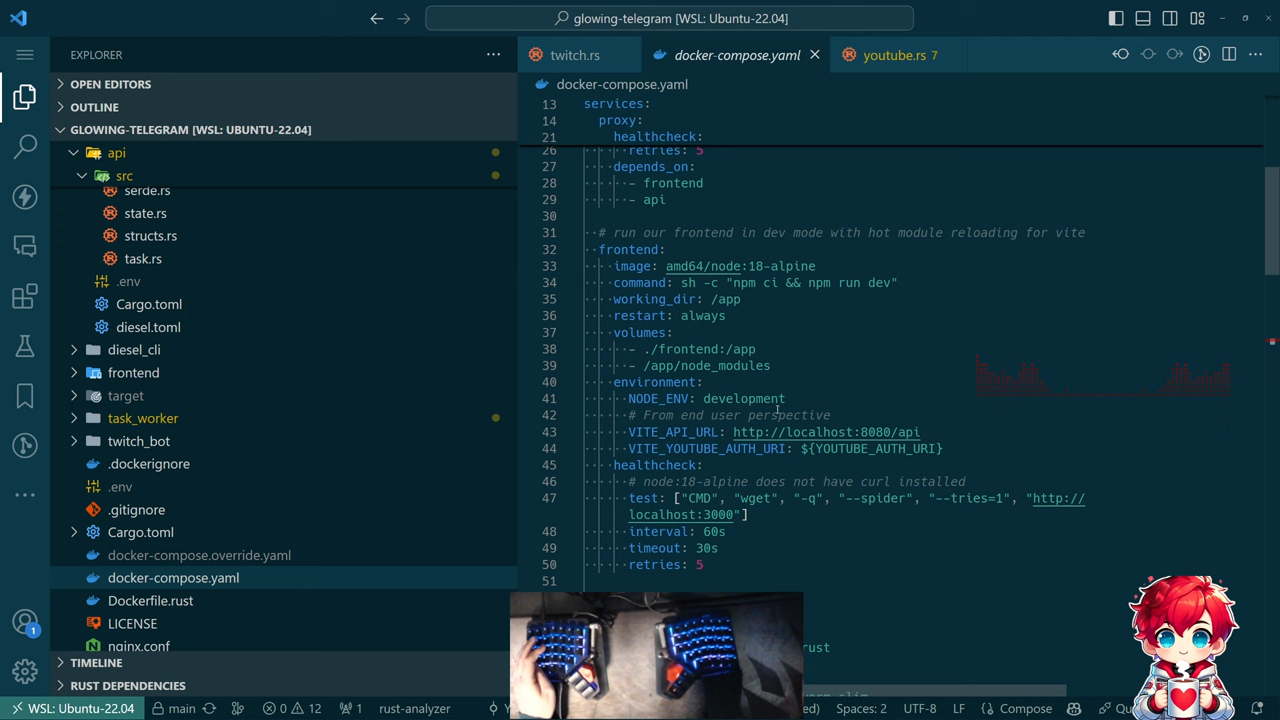 glowing-telegram [WSL: Ubuntu-22.04]
EXPLORER
OPEN EDITORS
OUTLINE
GLOWING-TELEGRAM [WSL: UBUNTU-22.04]
api
src
serde.rs
state.rs
structs.rs
task.rs
.env
Cargo.toml
diesel.toml
diesel_cli
frontend
target
task_worker
twitch_bot
.dockerignore
.env
.gitignore
Cargo.toml
docker-compose.override.yaml
docker-compose.yaml
Dockerfile.rust
LICENSE
nginx.conf
TIMELINE
RUST DEPENDENCIES
twitch.rs
docker-compose.yaml
youtube.rs 7
docker-compose.yaml
13 services:
14 proxy:
21 healthcheck:
26 retries: 5
27 depends_on:
28 - frontend
29 - api
30
31 # run our frontend in dev mode with hot module reloading for vite
32 frontend:
33 image: amd64/node:18-alpine
34 command: sh -c "npm ci && npm run dev"
35 working_dir: /app
36 restart: always
37 volumes:
38 - ./frontend:/app
39 - /app/node_modules
40 environment:
41 NODE_ENV: development
42 # From end user perspective
43 VITE_API_URL: http://localhost:8080/api
44 VITE_YOUTUBE_AUTH_URI: ${YOUTUBE_AUTH_URI}
45 healthcheck:
46 # node:18-alpine does not have curl installed
47 test: ["CMD", "wget", "-q", "--spider", "--tries=1", "http://
localhost:3000"]
48 interval: 60s
49 timeout: 30s
50 retries: 5
51
rust
1
WSL: Ubuntu-22.04
main
0
12
1
rust-analyzer
Spaces: 2
UTF-8
LF
Compose